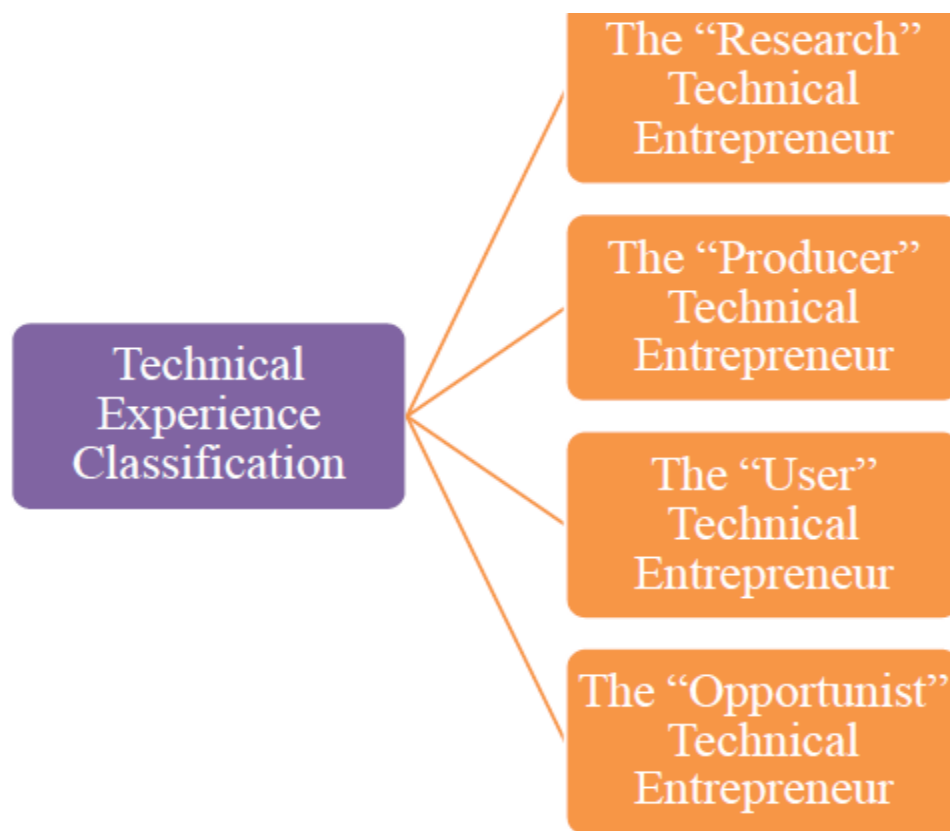 Technical
Experience
Classification
The “Research”
Technical
Entrepreneur
The “Producer”
Technical
Entrepreneur
The “User”
Technical
Entrepreneur
The “Opportunist”
Technical
Entrepreneur